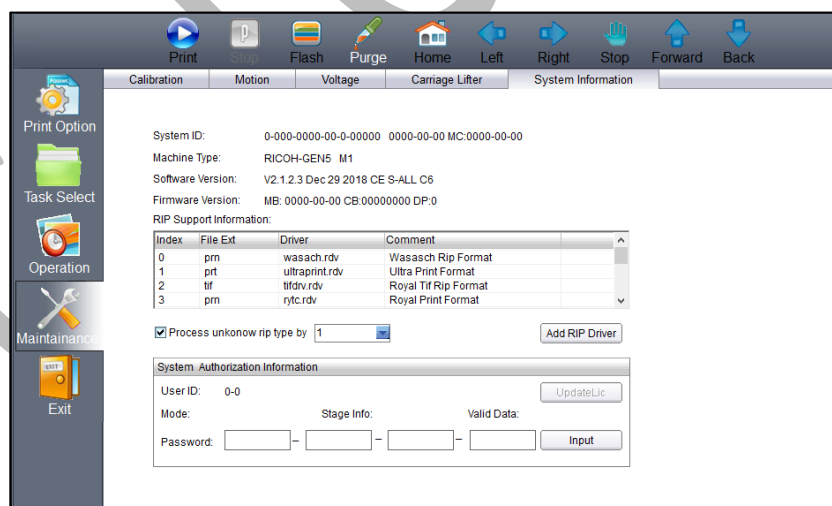 Print Stop Flash Purge Home Left Right Stop Forward Back
Calibration Motion Voltage Carriage Lifter System Information
Print Option
Task Select
Operation
Maintainance
Exit
System ID: 0-000-0000-00-0-00000 0000-00-00 MC:0000-00-00
Machine Type: RICOH-GEN5 M1
Software Version: V2.1.2.3 Dec 29 2018 CE S-ALL C6
Firmware Version: MB: 0000-00-00 CB:00000000 DP:0
RIP Support Information:
Index File Ext Driver Comment
0 prn wasach.rdv Wasasch Rip Format
1 prt ultraprint.rdv Ultra Print Format
2 tif tifdrv.rdv Royal Tif Rip Format
3 prn rytc.rdv Royal Print Format
Process unkonow rip type by 1 Add RIP Driver
System Authorization Information
User ID: 0-0 UpdateLic
Mode: Stage Info: Valid Data:
Password: – – – Input